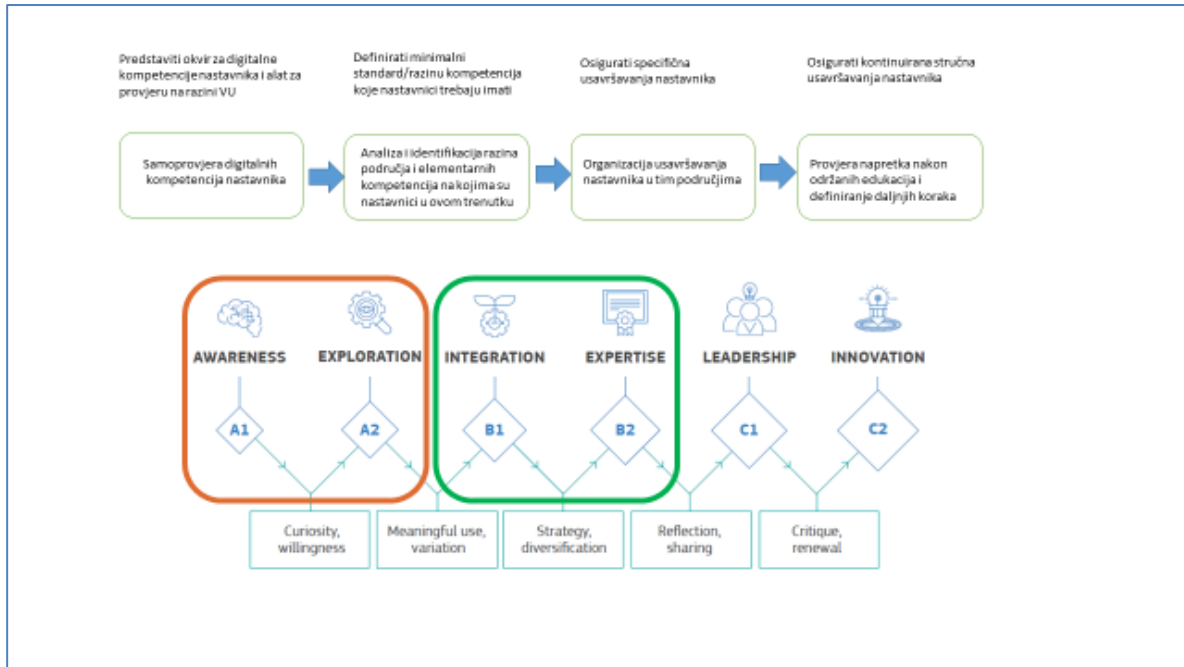 Predstaviti okvir za digitalne
kompetencije nastavnika i alat za
provjeru na razini VU
Definirati minimalni
standard/razinu kompetencija
koje nastavnici trebaju imati
Osigurati specifična
usavršavanja nastavnika
Osigurati kontinuirana stručna
usavršavanja nastavnika
Samoprovjera digitalnih
kompetencija nastavnika
Analiza i identifikacija razina
područja i elementarnih
kompetencija na kojima su
nastavnici u ovom trenutku
Organizacija usavršavanja
nastavnika u tim područjima
Provjera napretka nakon
održanih edukacija i
definiranje daljnjih koraka
AWARENESS
EXPLORATION
INTEGRATION
EXPERTISE
LEADERSHIP
INNOVATION
A1
A2
B1
B2
C1
C2
Curiosity,
willingness
Meaningful use,
variation
Strategy,
diversification
Reflection,
sharing
Critique,
renewal